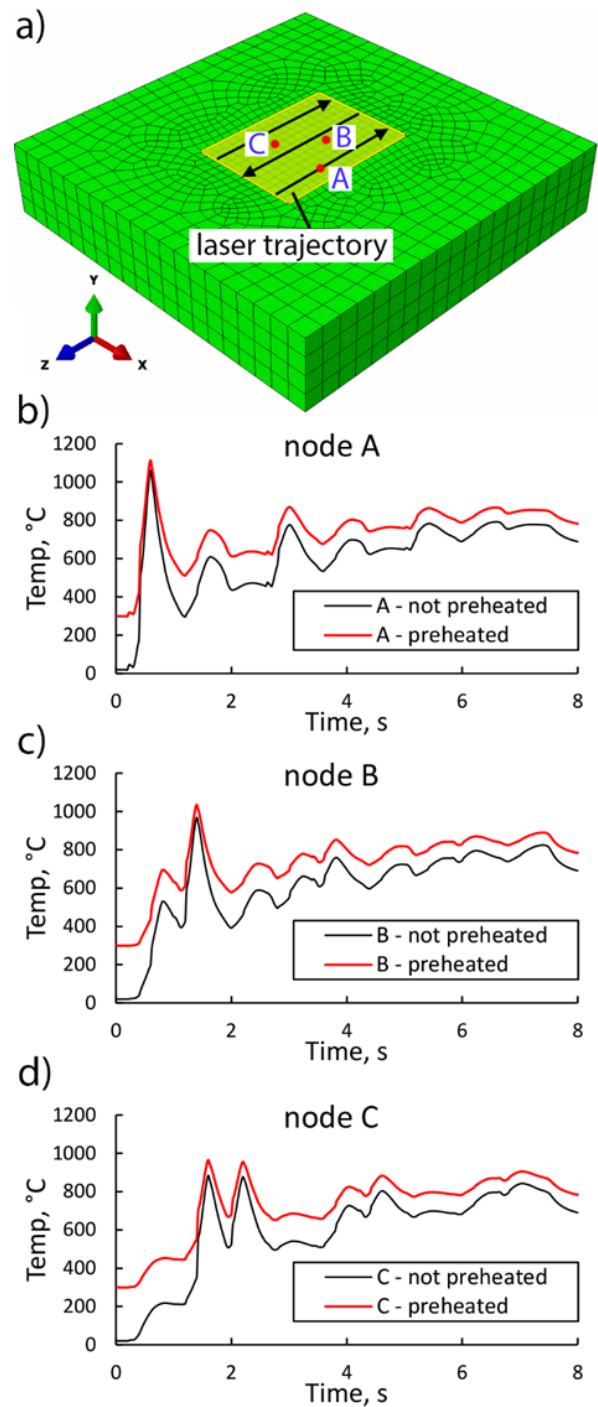 a)
C
B
A
laser trajectory
Y
Z
X
b)
node A
1200
1000
800
600
400
200
0
Temp, °C
A - not preheated
A - preheated
0 2 4 6 8
Time, s
c)
node B
1200
1000
800
600
400
200
0
Temp, °C
B - not preheated
B - preheated
0 2 4 6 8
Time, s
d)
node C
1200
1000
800
600
400
200
0
Temp, °C
C - not preheated
C - preheated
0 2 4 6 8
Time, s